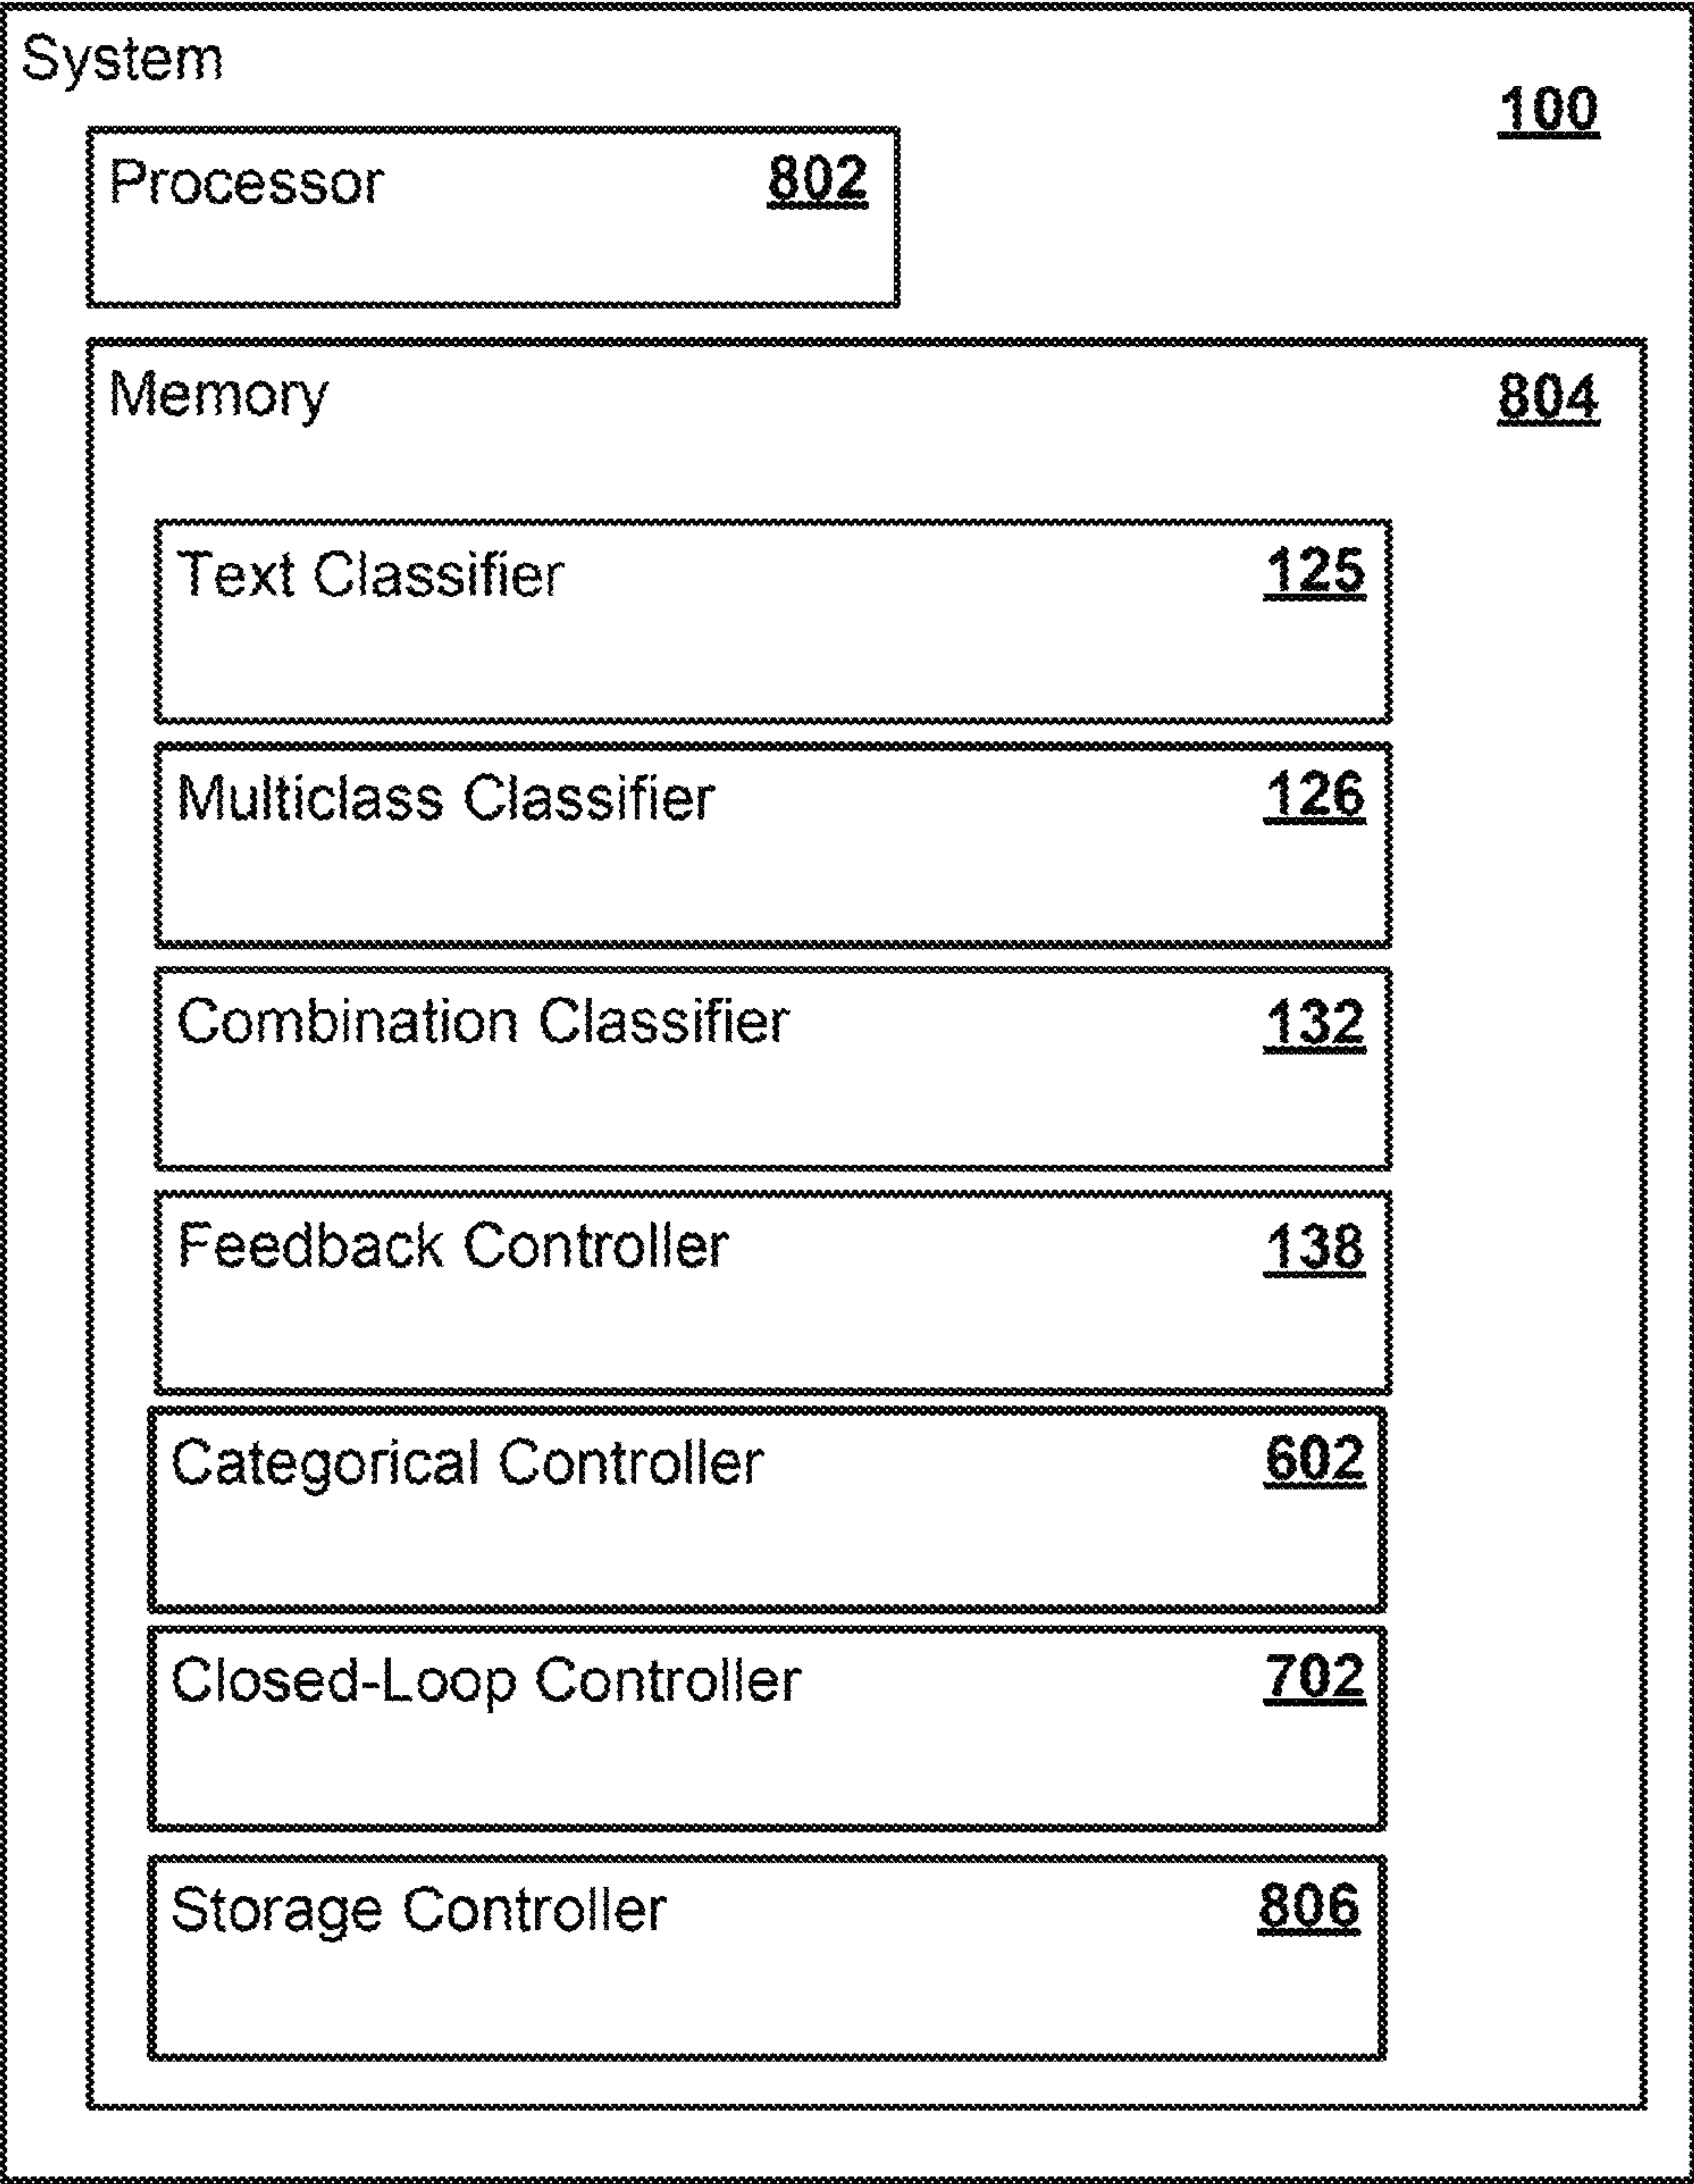 System
100
Processor 802
Memory 804
Text Classifier 125
Multiclass Classifier 126
Combination Classifier 132
Feedback Controller 138
Categorical Controller 602
Closed-Loop Controller 702
Storage Controller 806